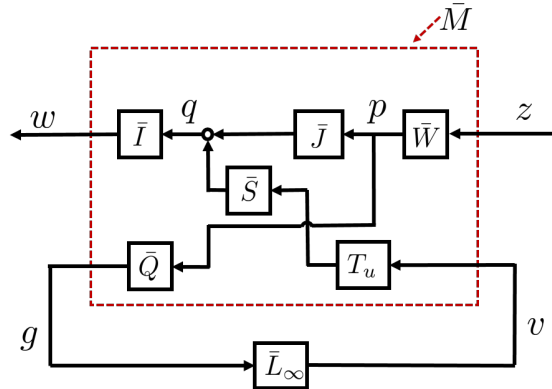 M̄
w Ī q J̄ p W̄ z
S̄
Q̄ T_u
g L̄_∞ v